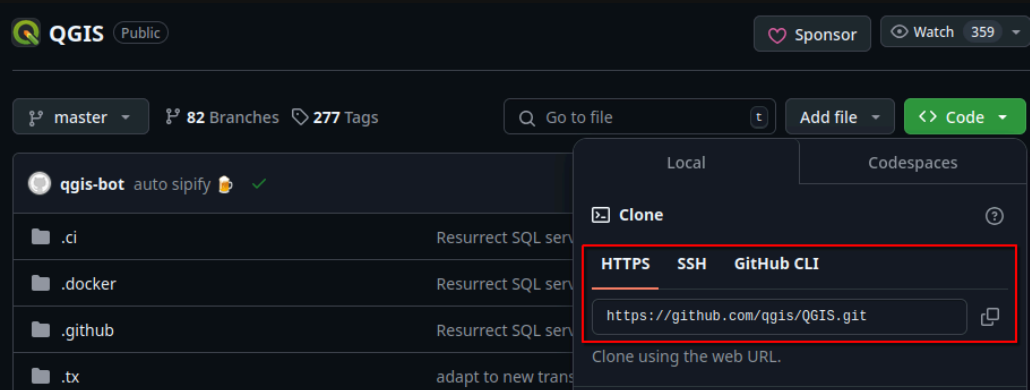 QGIS Public Sponsor Watch 359
master 82 Branches 277 Tags Go to file t Add file Code
Local Codespaces
qgis-bot auto sipify 🍺
Clone
.ci Resurrect SQL serv
HTTPS SSH GitHub CLI
.docker Resurrect SQL serv
https://github.com/qgis/QGIS.git
.github Resurrect SQL serv
Clone using the web URL.
.tx adapt to new trans